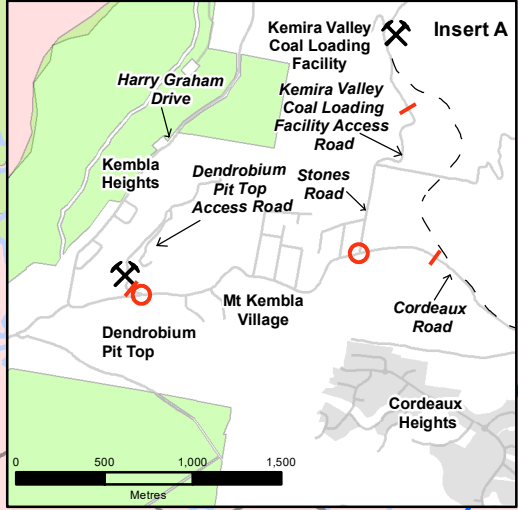 Insert A
Kemira Valley
Coal Loading
Facility
Harry Graham
Drive
Kemira Valley
Coal Loading
Facility Access
Road
Kembla
Heights
Dendrobium
Pit Top
Access Road
Stones
Road
Mt Kembla
Village
Cordeaux
Road
Dendrobium
Pit Top
Cordeaux
Heights
0 500 1,000 1,500
Metres